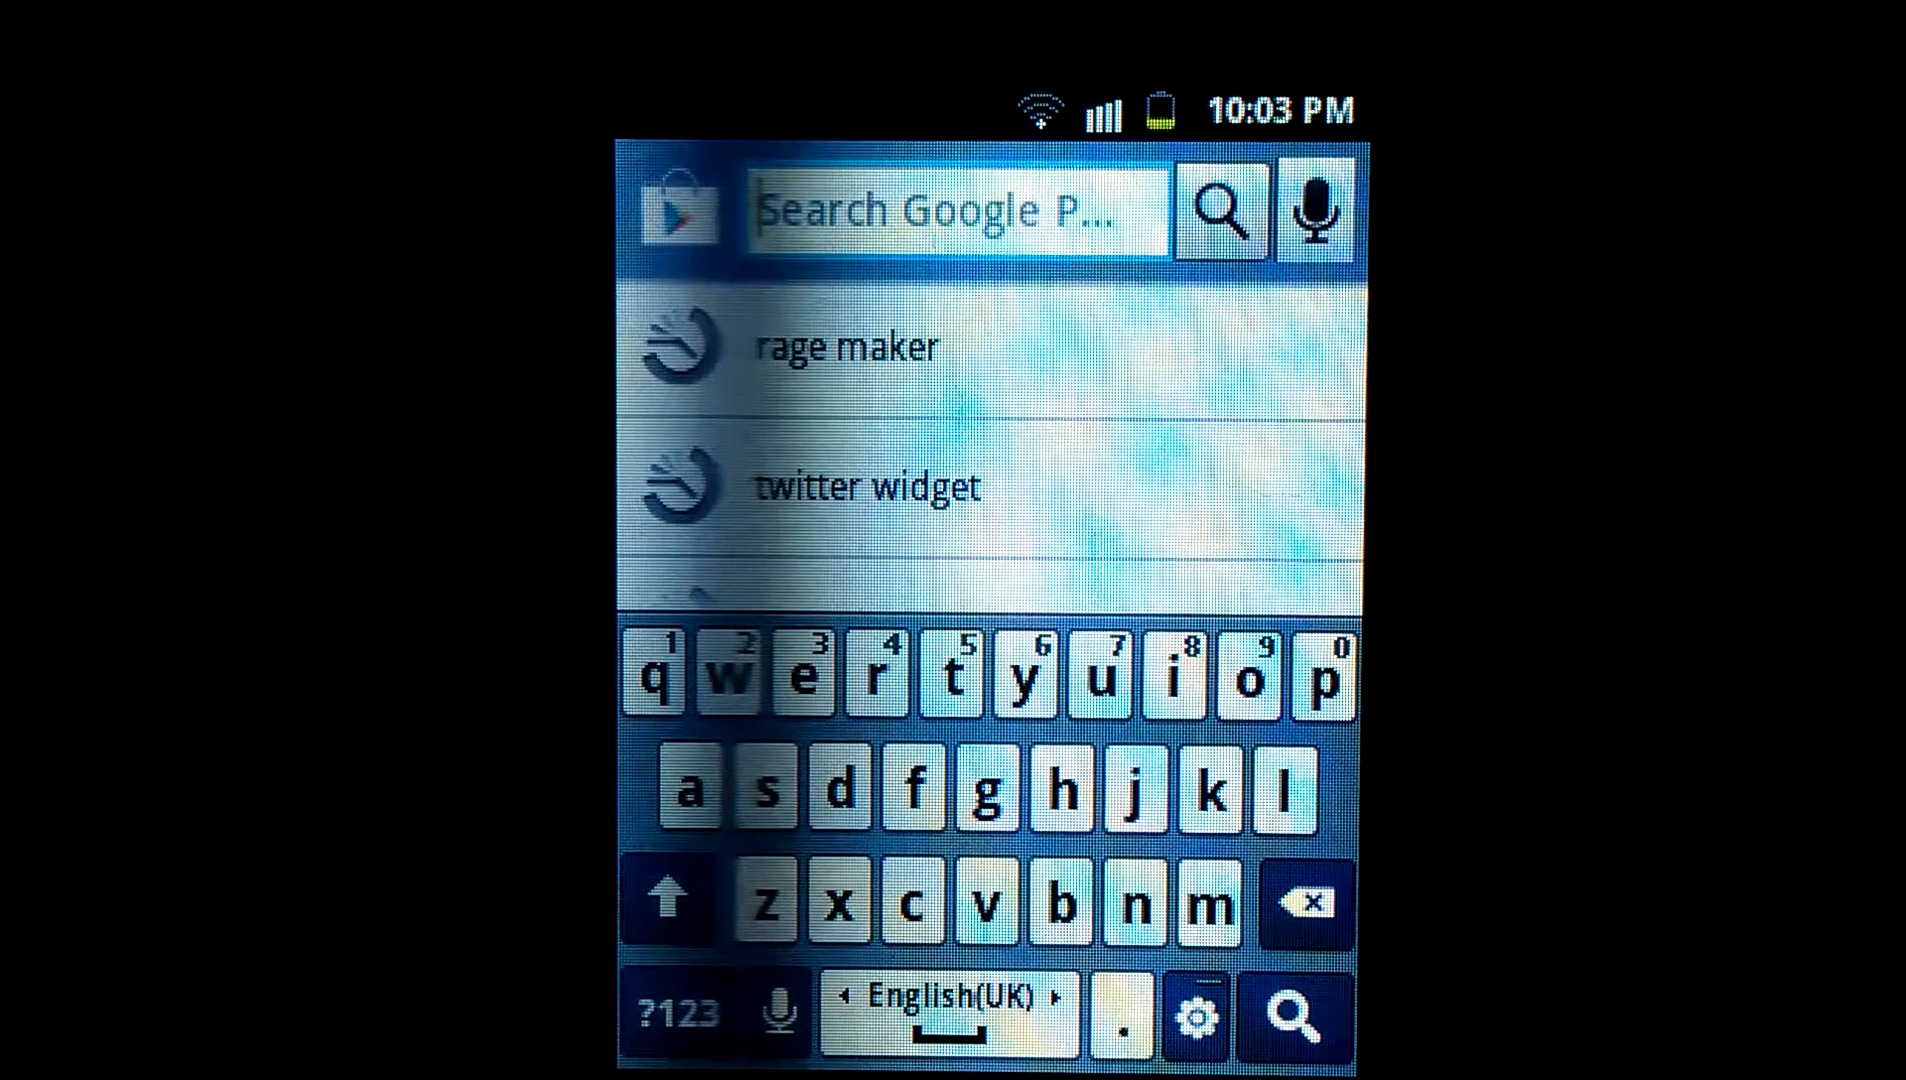 10:03 PM
Search Google P...
rage maker
twitter widget
1 2 3 4 5 6 7 8 9 0
q w e r t y u i o p
a s d f g h j k l
z x c v b n m
?123 English(UK) .